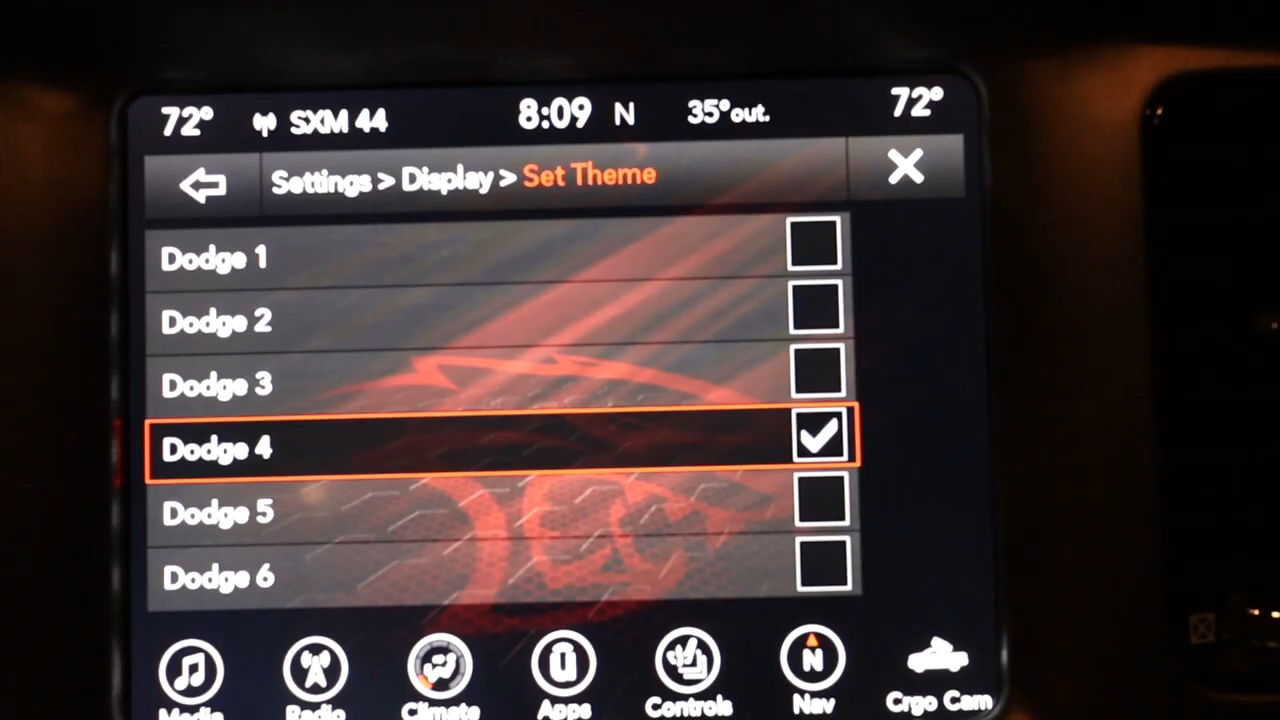 72° SXM 44 8:09 N 35°out. 72°
Settings > Display > Set Theme
Dodge 1
Dodge 2
Dodge 3
Dodge 4
Dodge 5
Dodge 6
Media Radio Climate Apps Controls N Nav Crgo Cam